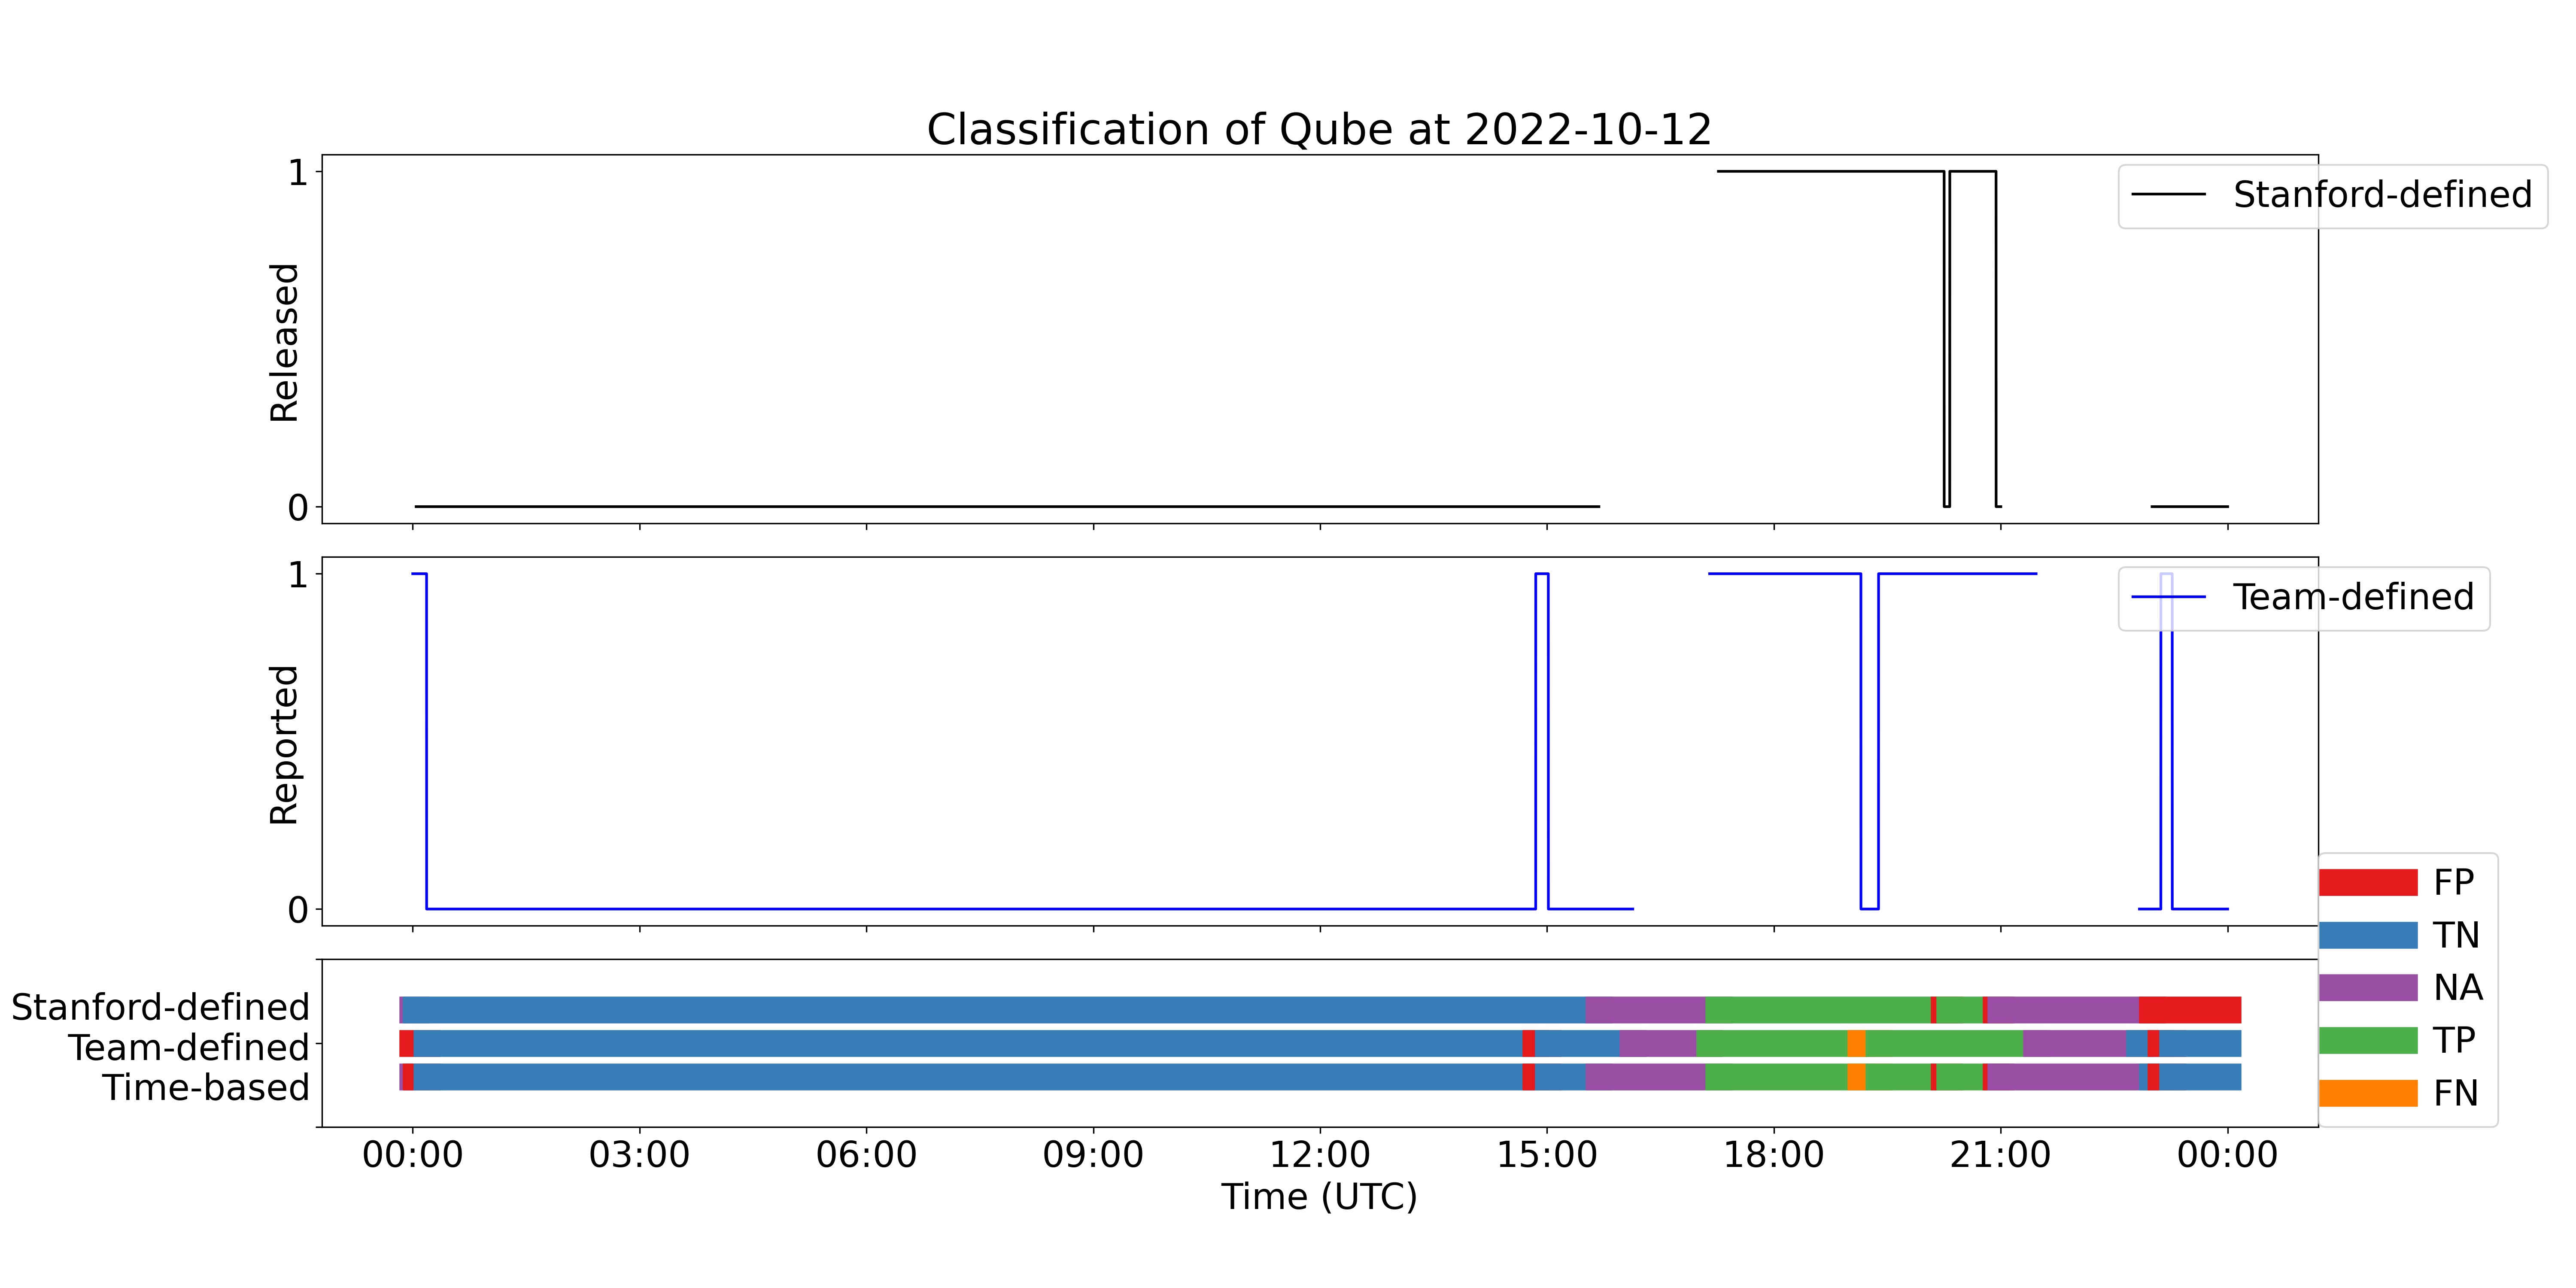 Classification of Qube at 2022-10-12
1
0
Released
Stanford-defined
1
0
Reported
Team-defined
FP
TN
NA
TP
FN
Stanford-defined
Team-defined
Time-based
00:00 03:00 06:00 09:00 12:00 15:00 18:00 21:00 00:00
Time (UTC)